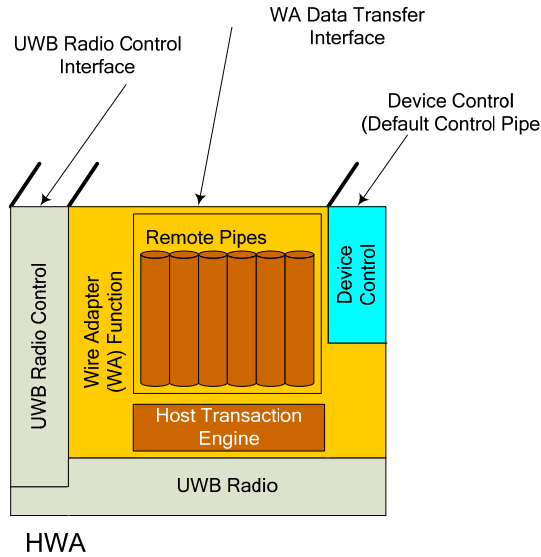 WA Data Transfer
Interface
UWB Radio Control
Interface
Device Control
(Default Control Pipe
Remote Pipes
UWB Radio Control
Wire Adapter
(WA) Function
Device
Control
Host Transaction
Engine
UWB Radio
HWA